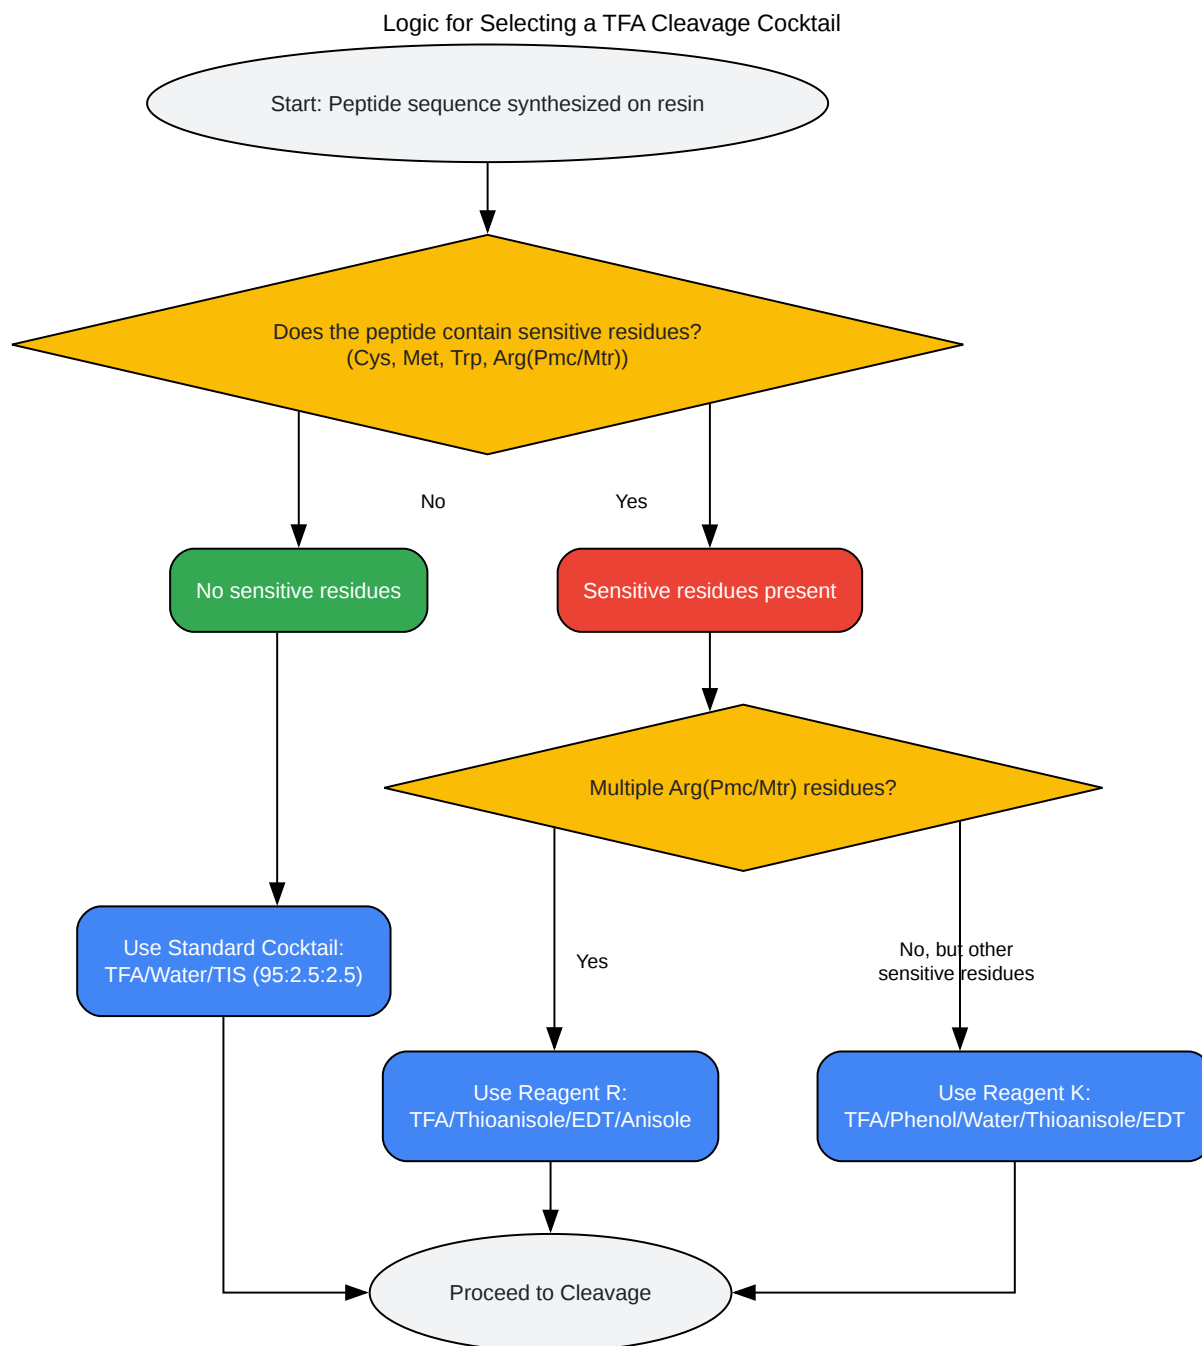 Logic for Selecting a TFA Cleavage Cocktail
Start: Peptide sequence synthesized on resin
Does the peptide contain sensitive residues?
(Cys, Met, Trp, Arg(Pmc/Mtr))
No
Yes
No sensitive residues
Sensitive residues present
Multiple Arg(Pmc/Mtr) residues?
Use Standard Cocktail:
TFA/Water/TIS (95:2.5:2.5)
Yes
No, but other
sensitive residues
Use Reagent R:
TFA/Thioanisole/EDT/Anisole
Use Reagent K:
TFA/Phenol/Water/Thioanisole/EDT
Proceed to Cleavage